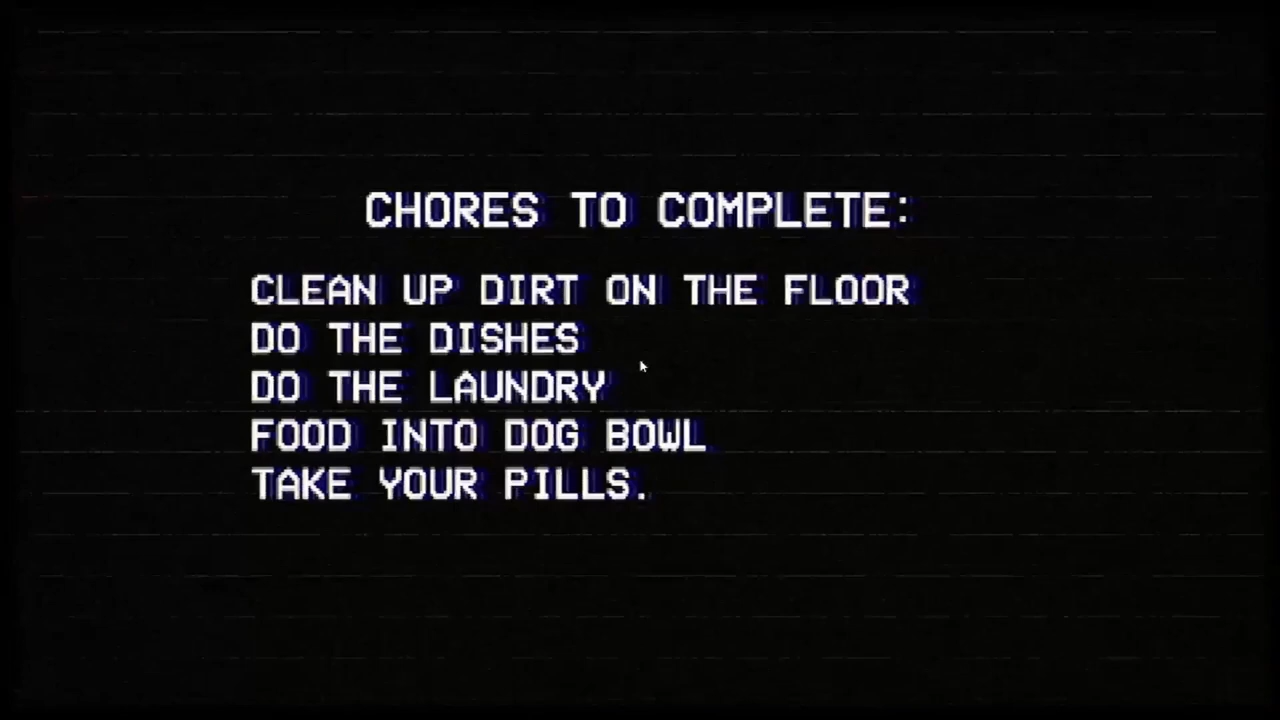 CHORES TO COMPLETE:
CLEAN UP DIRT ON THE FLOOR
DO THE DISHES
DO THE LAUNDRY
FOOD INTO DOG BOWL
TAKE YOUR PILLS.